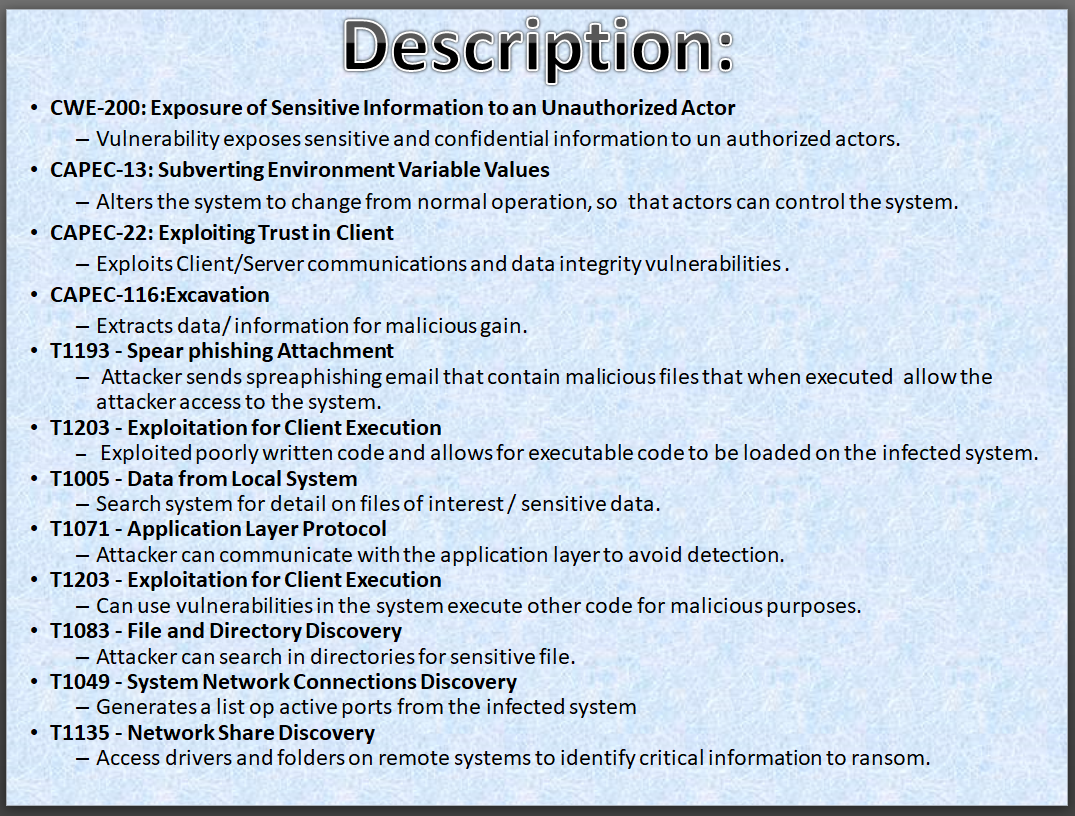 Description:
• CWE-200: Exposure of Sensitive Information to an Unauthorized Actor
– Vulnerability exposes sensitive and confidential information to un authorized actors.
• CAPEC-13: Subverting Environment Variable Values
– Alters the system to change from normal operation, so that actors can control the system.
• CAPEC-22: Exploiting Trust in Client
– Exploits Client/Server communications and data integrity vulnerabilities.
• CAPEC-116:Excavation
– Extracts data/ information for malicious gain.
• T1193 - Spear phishing Attachment
– Attacker sends spreaphishing email that contain malicious files that when executed allow the
attacker access to the system.
• T1203 - Exploitation for Client Execution
– Exploited poorly written code and allows for executable code to be loaded on the infected system.
• T1005 - Data from Local System
– Search system for detail on files of interest / sensitive data.
• T1071 - Application Layer Protocol
– Attacker can communicate with the application layer to avoid detection.
• T1203 - Exploitation for Client Execution
– Can use vulnerabilities in the system execute other code for malicious purposes.
• T1083 - File and Directory Discovery
– Attacker can search in directories for sensitive file.
• T1049 - System Network Connections Discovery
– Generates a list op active ports from the infected system
• T1135 - Network Share Discovery
– Access drivers and folders on remote systems to identify critical information to ransom.